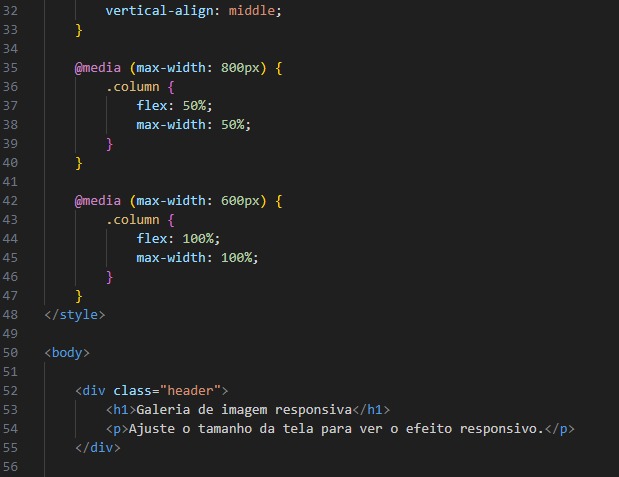 32 vertical-align: middle;
33 }
34
35 @media (max-width: 800px) {
36 .column {
37 flex: 50%;
38 max-width: 50%;
39 }
40 }
41
42 @media (max-width: 600px) {
43 .column {
44 flex: 100%;
45 max-width: 100%;
46 }
47 }
48 </style>
49
50 <body>
51
52 <div class="header">
53 <h1>Galeria de imagem responsiva</h1>
54 <p>Ajuste o tamanho da tela para ver o efeito responsivo.</p>
55 </div>
56